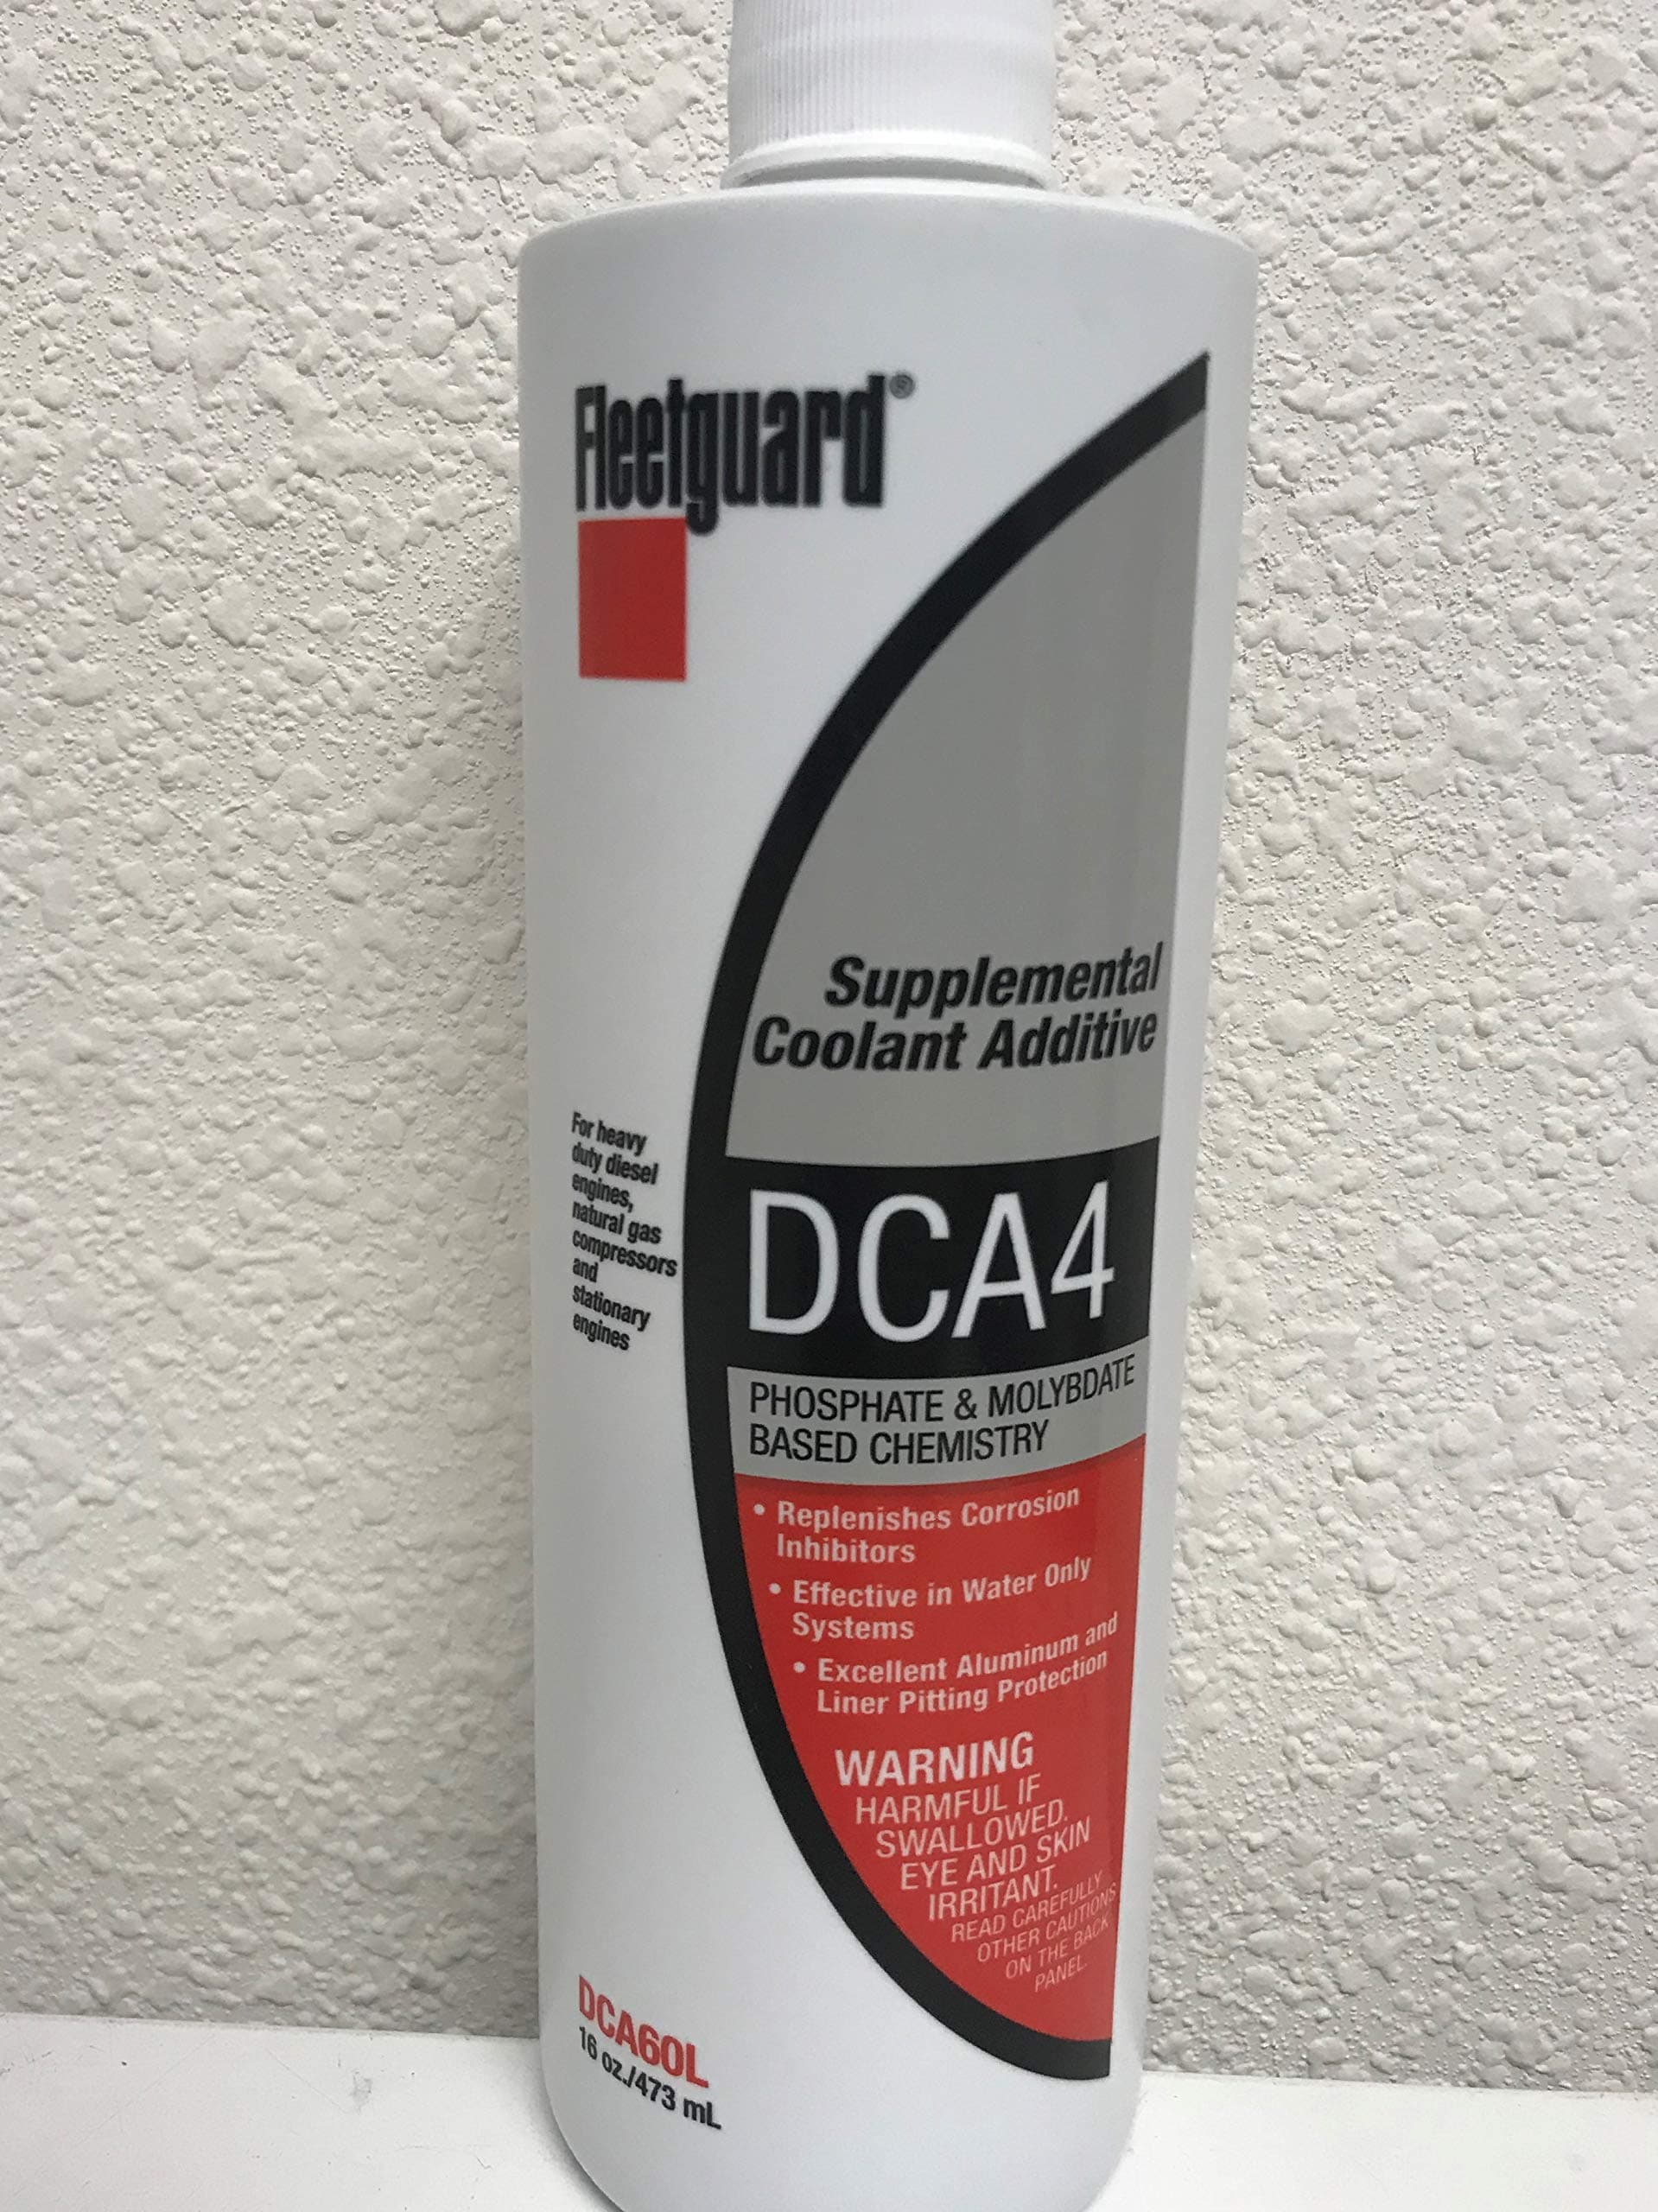 Fleetguard®
Supplemental
Coolant Additive
For heavy
duty diesel
engines,
natural gas
compressors
and
stationary
engines
DCA4
PHOSPHATE & MOLYBDATE
BASED CHEMISTRY
• Replenishes Corrosion
Inhibitors
• Effective in Water Only
Systems
• Excellent Aluminum and
Liner Pitting Protection
WARNING
HARMFUL IF
SWALLOWED.
EYE AND SKIN
IRRITANT.
READ CAREFULLY
OTHER CAUTIONS
ON THE BACK
PANEL.
DCA60L
16 oz./473 mL